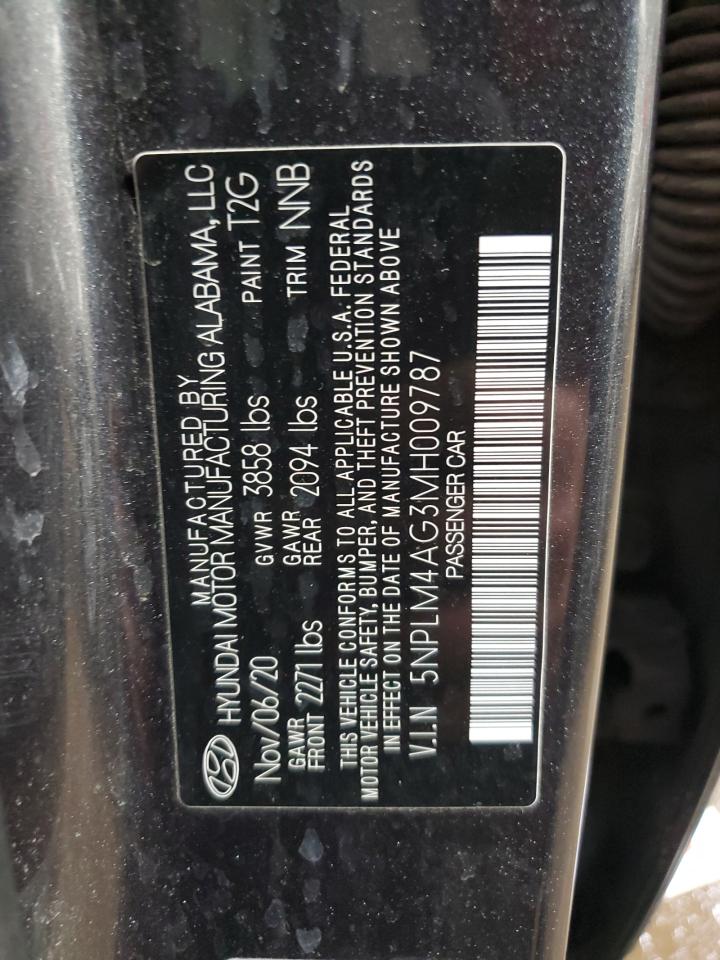 MANUFACTURED BY
HYUNDAI MOTOR MANUFACTURING ALABAMA, LLC
Nov/06/20 GVWR 3858 lbs PAINT T2G
GAWR FRONT 2271 lbs GAWR REAR 2094 lbs TRIM NNB
THIS VEHICLE CONFORMS TO ALL APPLICABLE U.S.A. FEDERAL
MOTOR VEHICLE SAFETY, BUMPER, AND THEFT PREVENTION STANDARDS
IN EFFECT ON THE DATE OF MANUFACTURE SHOWN ABOVE
V.I.N 5NPLM4AG3MH009787
PASSENGER CAR